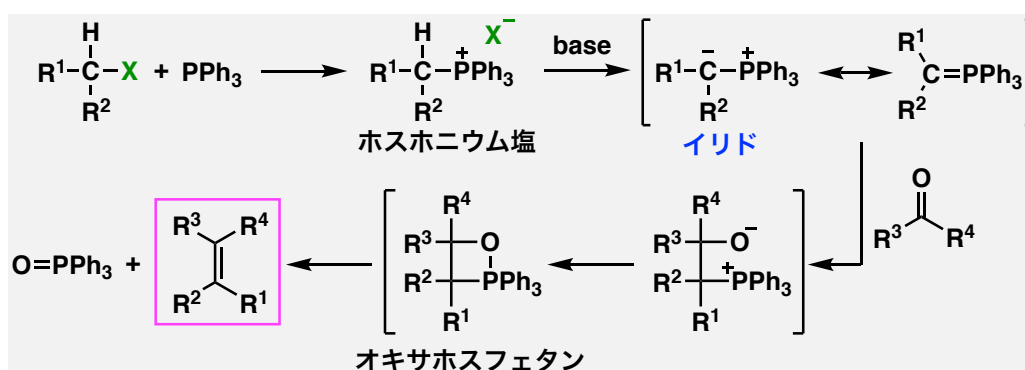 H H X⁻
R¹−C−X + PPh₃ R¹−C−P⁺Ph₃ base R¹−C⁻−P⁺Ph₃ R¹ C=PPh₃
R² R² R² R²
ホスホニウム塩 イリド
O
R³ R⁴
R⁴ R⁴
R³ R⁴ R³ O R³ O⁻
O=PPh₃ + R² R¹ R² PPh₃ R² P⁺Ph₃
R¹ R¹
オキサホスフェタン